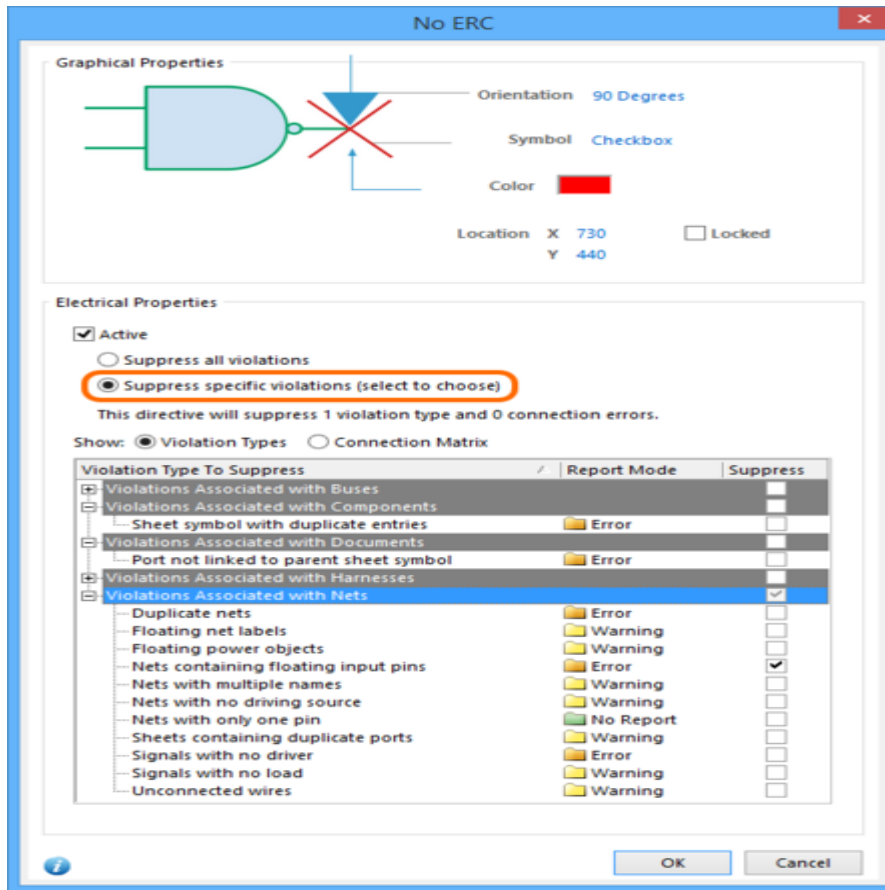 No ERC
Graphical Properties
Orientation 90 Degrees
Symbol Checkbox
Color
Location X 730 Locked
Y 440
Electrical Properties
Active
Suppress all violations
Suppress specific violations (select to choose)
This directive will suppress 1 violation type and 0 connection errors.
Show: Violation Types Connection Matrix
Violation Type To Suppress Report Mode Suppress
Violations Associated with Buses
Violations Associated with Components
Sheet symbol with duplicate entries Error
Violations Associated with Documents
Port not linked to parent sheet symbol Error
Violations Associated with Harnesses
Violations Associated with Nets
Duplicate nets Error
Floating net labels Warning
Floating power objects Warning
Nets containing floating input pins Error
Nets with multiple names Warning
Nets with no driving source Warning
Nets with only one pin No Report
Sheets containing duplicate ports Warning
Signals with no driver Error
Signals with no load Warning
Unconnected wires Warning
OK Cancel